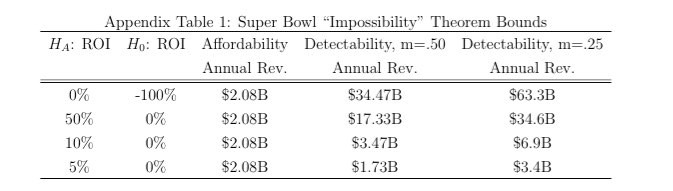 Appendix Table 1: Super Bowl “Impossibility” Theorem Bounds
H_A: ROI H_0: ROI Affordability Detectability, m=.50 Detectability, m=.25
Annual Rev. Annual Rev. Annual Rev.
0% -100% $2.08B $34.47B $63.3B
50% 0% $2.08B $17.33B $34.6B
10% 0% $2.08B $3.47B $6.9B
5% 0% $2.08B $1.73B $3.4B